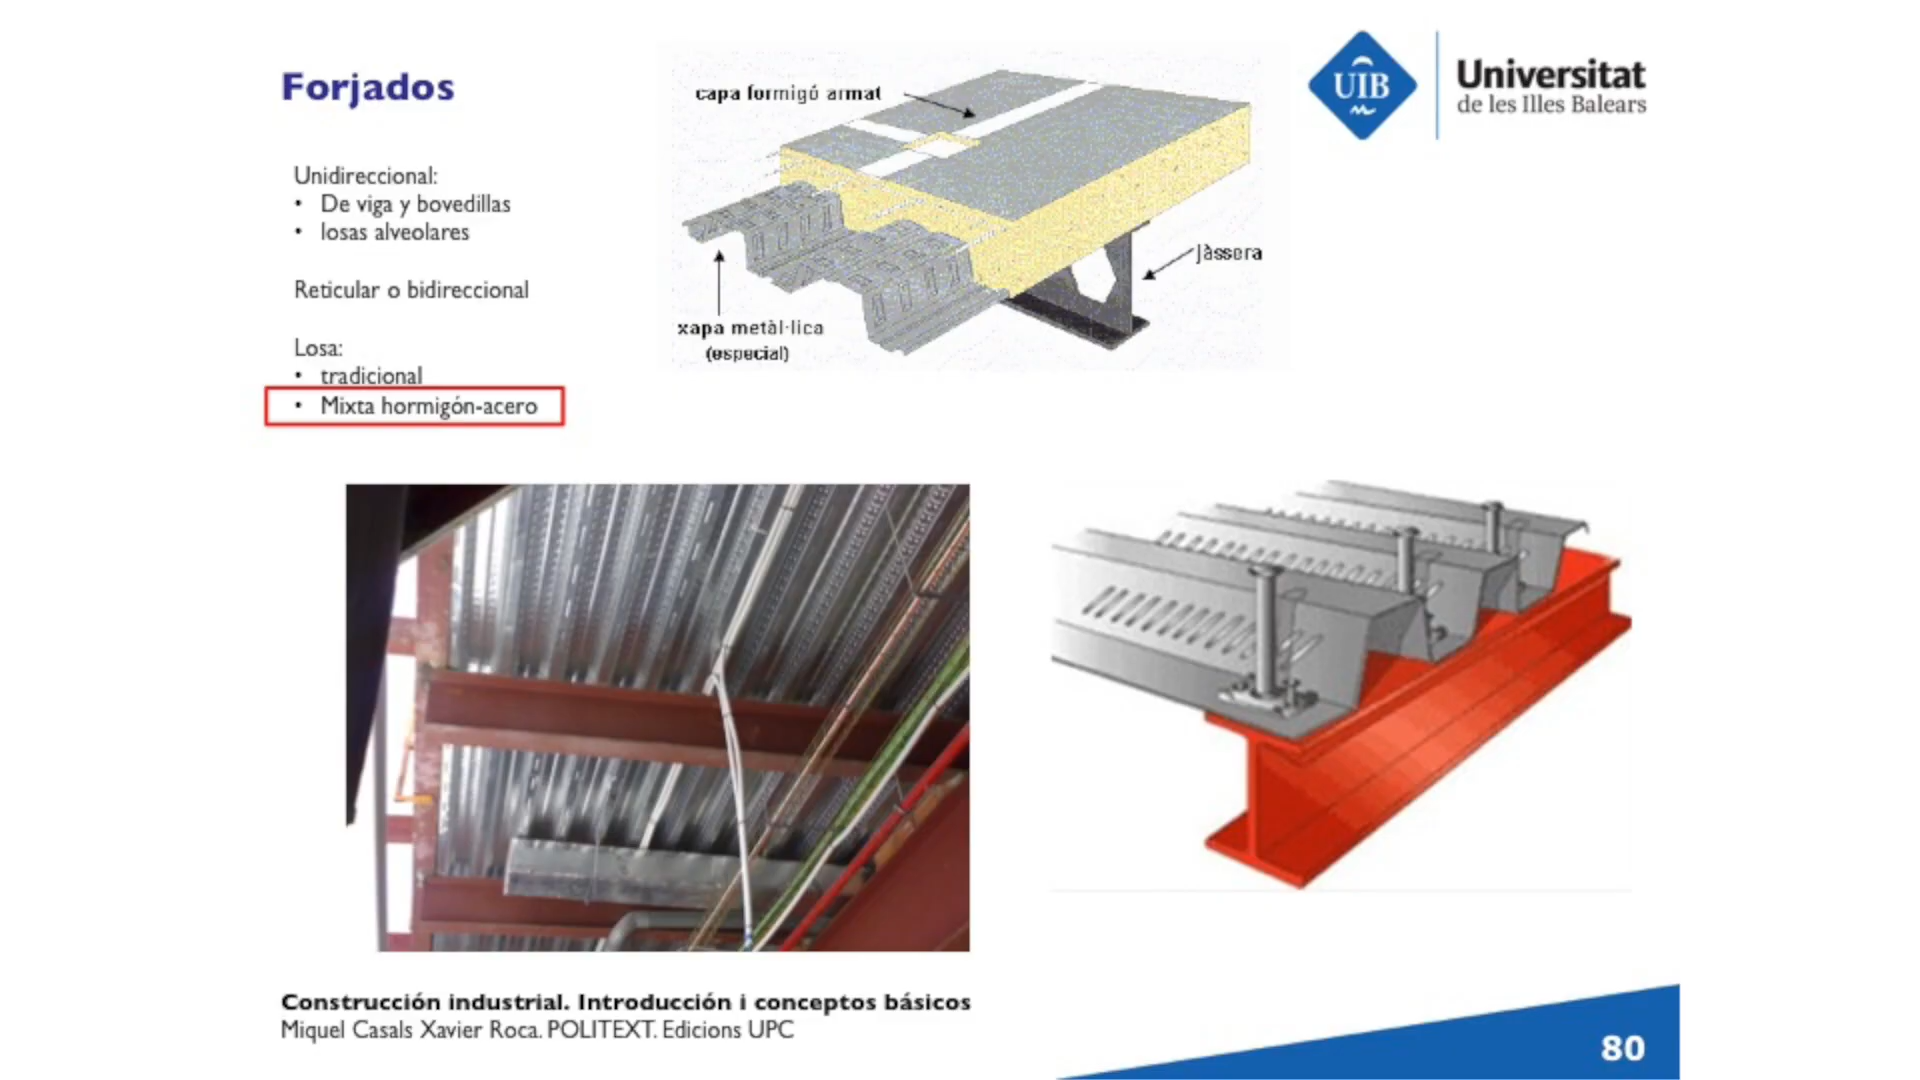 Forjados
Unidireccional:
• De viga y bovedillas
• losas alveolares
Reticular o bidireccional
Losa:
• tradicional
• Mixta hormigón-acero
capa formigó armat
jàssera
xapa metàl·lica
(especial)
UIB
Universitat
de les Illes Balears
Construcción industrial. Introducción i conceptos básicos
Miquel Casals Xavier Roca. POLITEXT. Edicions UPC
80